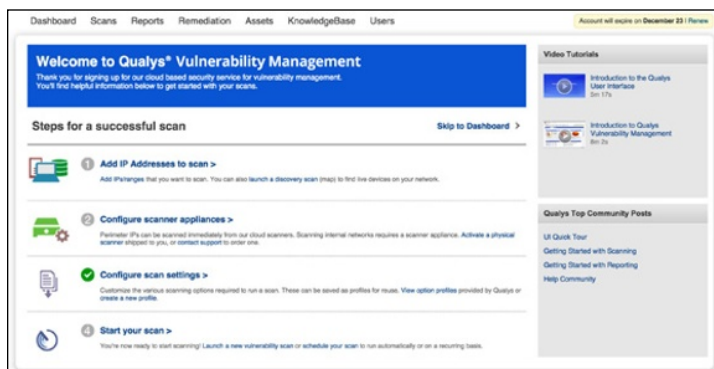 Dashboard Scans Reports Remediation Assets KnowledgeBase Users
Account will expire on December 23 | Renew
Welcome to Qualys® Vulnerability Management
Thank you for signing up for our cloud based security service for vulnerability management.
You'll find helpful information below to get started with your scans.
Steps for a successful scan
Skip to Dashboard >
1 Add IP Addresses to scan >
Add IPs/ranges that you want to scan. You can also launch a discovery scan (map) to find live devices on your network.
2 Configure scanner appliances >
Perimeter IPs can be scanned immediately from our cloud scanners. Scanning internal networks requires a scanner appliance. Activate a physical
scanner shipped to you, or contact support to order one.
Configure scan settings >
Customize the various scanning options required to run a scan. These can be saved as profiles for reuse. View option profiles provided by Qualys or
create a new profile.
4 Start your scan >
You're now ready to start scanning! Launch a new vulnerability scan or schedule your scan to run automatically or on a recurring basis.
Video Tutorials
Introduction to the Qualys
User Interface
5m 17s
Introduction to Qualys
Vulnerability Management
8m 2s
Qualys Top Community Posts
UI Quick Tour
Getting Started with Scanning
Getting Started with Reporting
Help Community